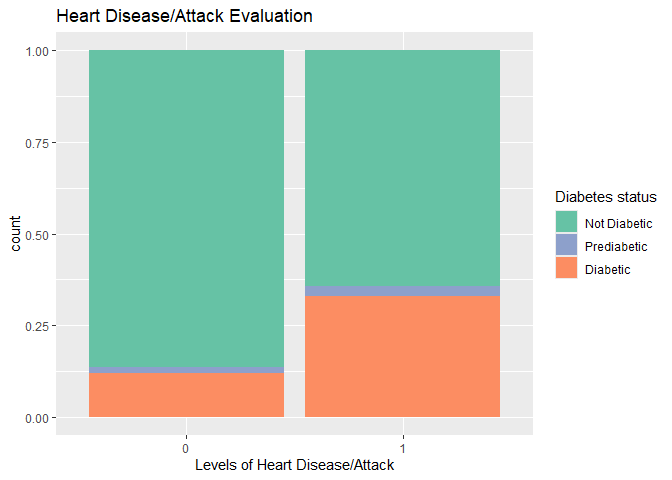 Heart Disease/Attack Evaluation
1.00
0.75
0.50
0.25
0.00
count
0
1
Levels of Heart Disease/Attack
Diabetes status
Not Diabetic
Prediabetic
Diabetic